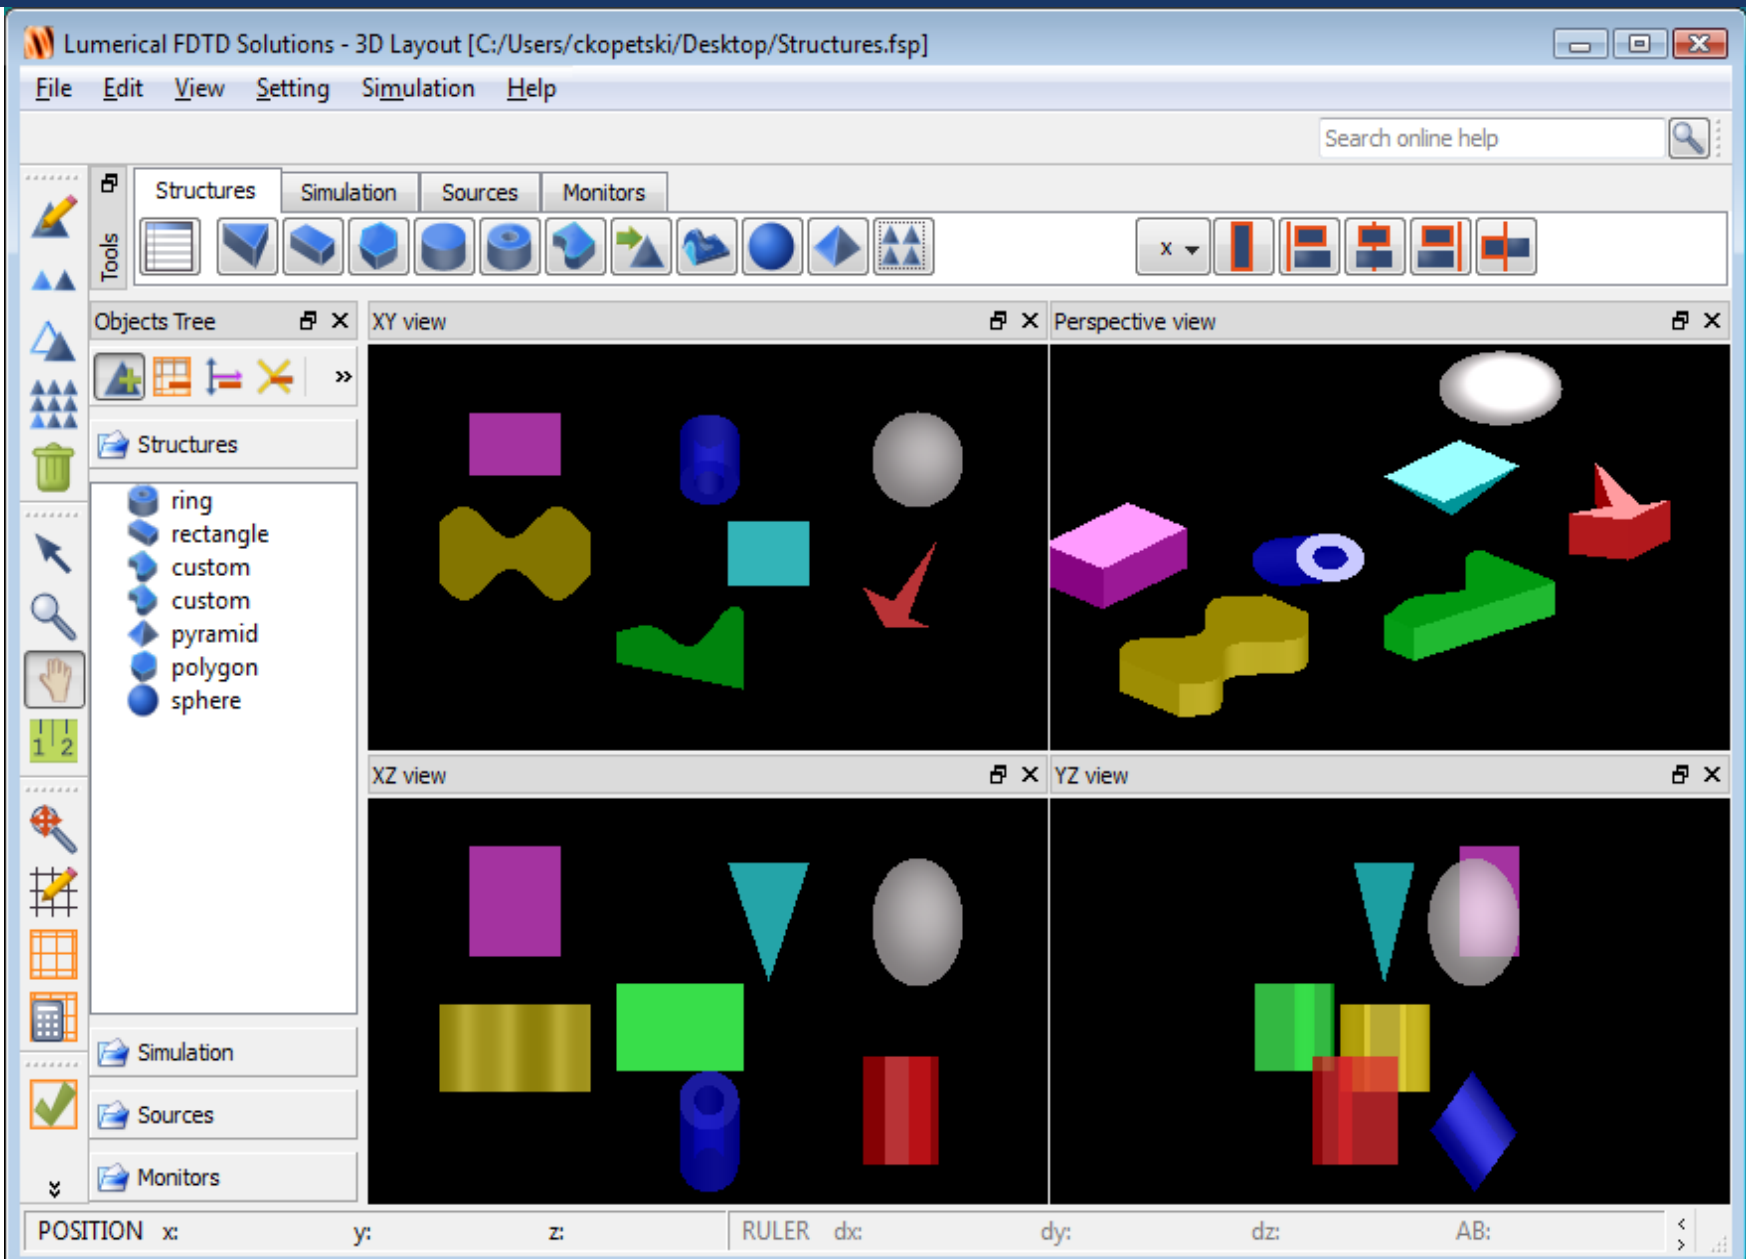 Lumerical FDTD Solutions - 3D Layout [C:/Users/ckopetski/Desktop/Structures.fsp]
File Edit View Setting Simulation Help
Search online help
Tools
Structures Simulation Sources Monitors
x
Objects Tree
XY view
Perspective view
»
Structures
ring
rectangle
custom
custom
pyramid
polygon
sphere
1 2
XZ view
YZ view
Simulation
Sources
Monitors
POSITION x: y: z: RULER dx: dy: dz: AB: